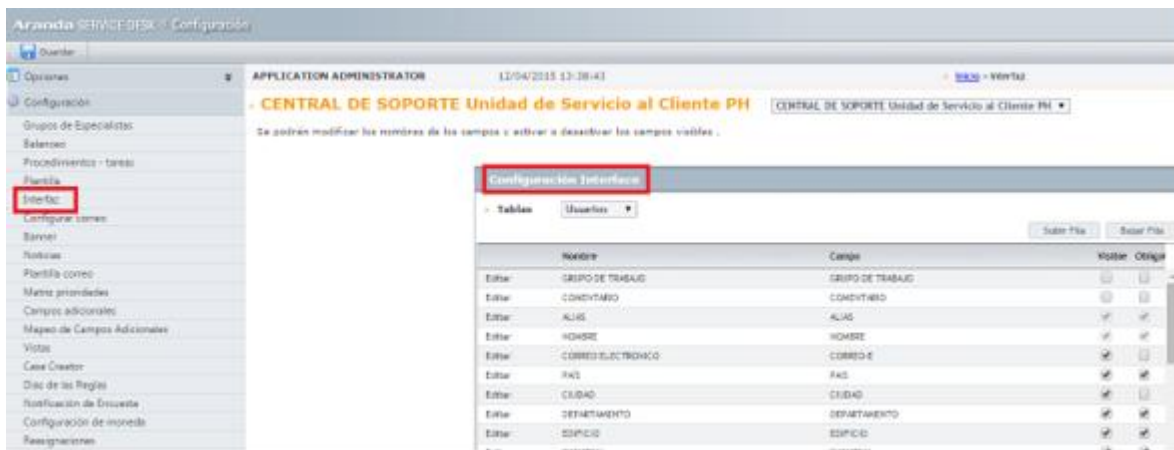 Aranda SERVICE DESK Configuración
Guardar
Opciones
APPLICATION ADMINISTRATOR 12/04/2015 13:38:43 Inicio - Interfaz
Configuración
CENTRAL DE SOPORTE Unidad de Servicio al Cliente PH CENTRAL DE SOPORTE Unidad de Servicio al Cliente PH
Grupos de Especialistas
Se podrán modificar los nombres de los campos y activar o desactivar los campos visibles .
Balanceo
Procedimientos - tareas
Plantilla
Interfaz
Configurar correo
Banner
Noticias
Plantilla correo
Matriz prioridades
Campos adicionales
Mapeo de Campos Adicionales
Vistas
Case Creator
Días de las Reglas
Notificación de Encuesta
Configuración de moneda
Reasignaciones
Configuración Interface
Tablas Usuarios
Subir Fila Bajar Fila
Nombre Campo Visible Obliga
Editar GRUPO DE TRABAJO GRUPO DE TRABAJO
Editar COMENTARIO COMENTARIO
Editar ALIAS ALIAS
Editar NOMBRE NOMBRE
Editar CORREO ELECTRONICO CORREO-E
Editar PAIS PAIS
Editar CIUDAD CIUDAD
Editar DEPARTAMENTO DEPARTAMENTO
Editar EDIFICIO EDIFICIO